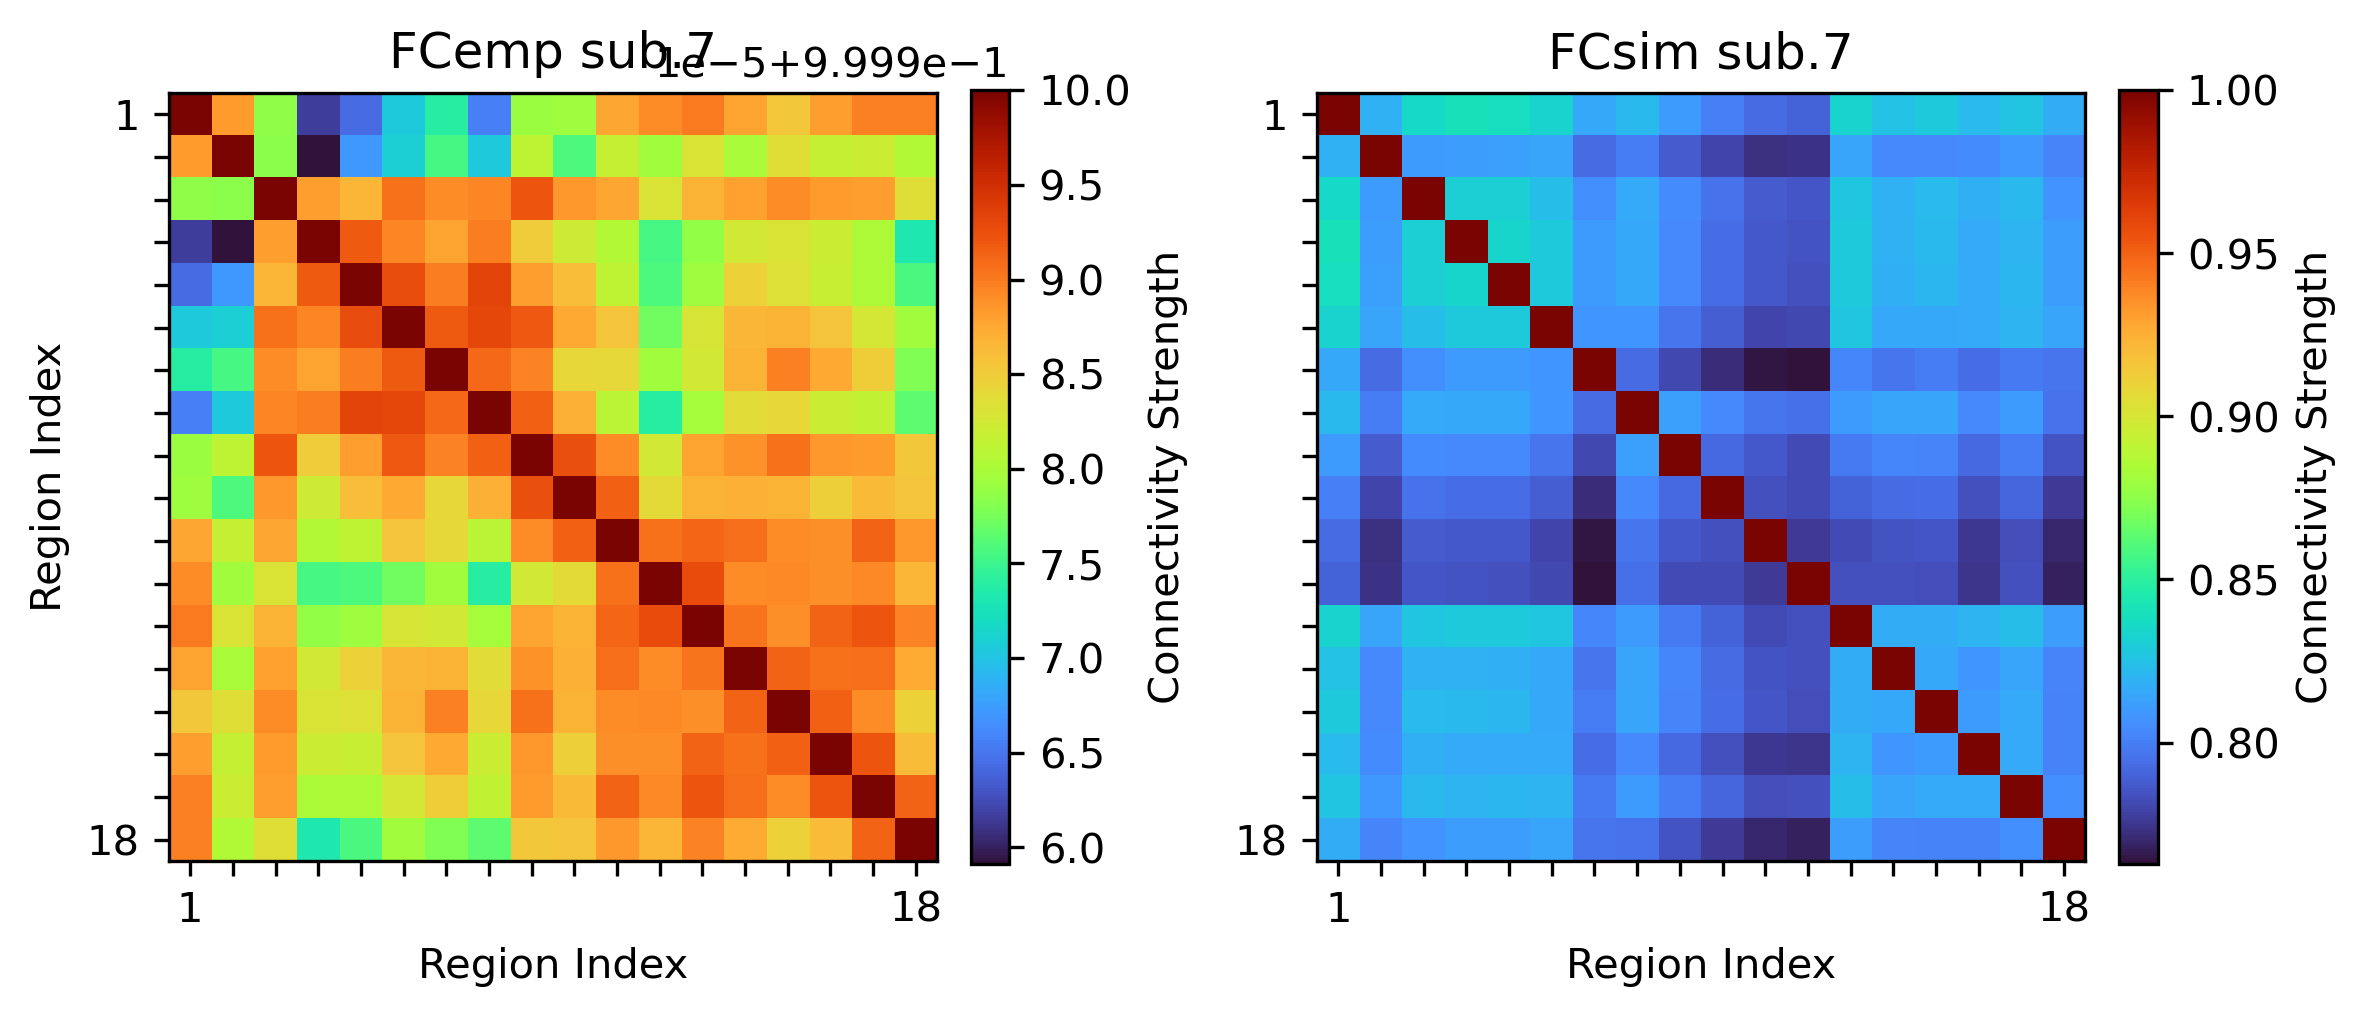 FCemp sub.7
1e−5+9.999e−1
1
18
1
18
Region Index
Region Index
10.0
9.5
9.0
8.5
8.0
7.5
7.0
6.5
6.0
Connectivity Strength
FCsim sub.7
1
18
1
18
Region Index
1.00
0.95
0.90
0.85
0.80
Connectivity Strength